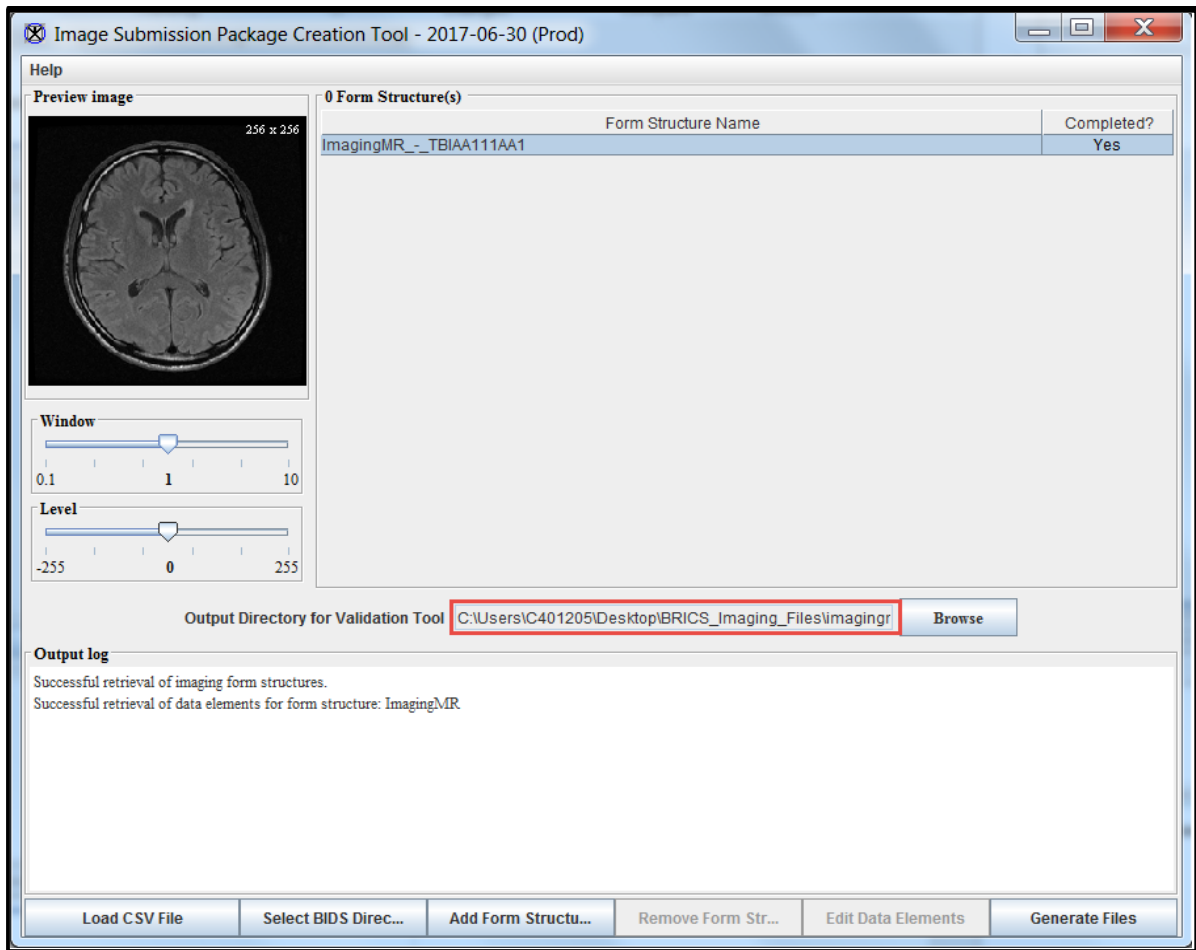 Image Submission Package Creation Tool - 2017-06-30 (Prod)
Help
Preview image
256 x 256
0 Form Structure(s)
Form Structure Name Completed?
ImagingMR_-_TBIAA111AA1 Yes
Window
0.1 1 10
Level
-255 0 255
Output Directory for Validation Tool C:\Users\C401205\Desktop\BRICS_Imaging_Files\imagingr Browse
Output log
Successful retrieval of imaging form structures.
Successful retrieval of data elements for form structure: ImagingMR
Load CSV File Select BIDS Direc... Add Form Structu... Remove Form Str... Edit Data Elements Generate Files